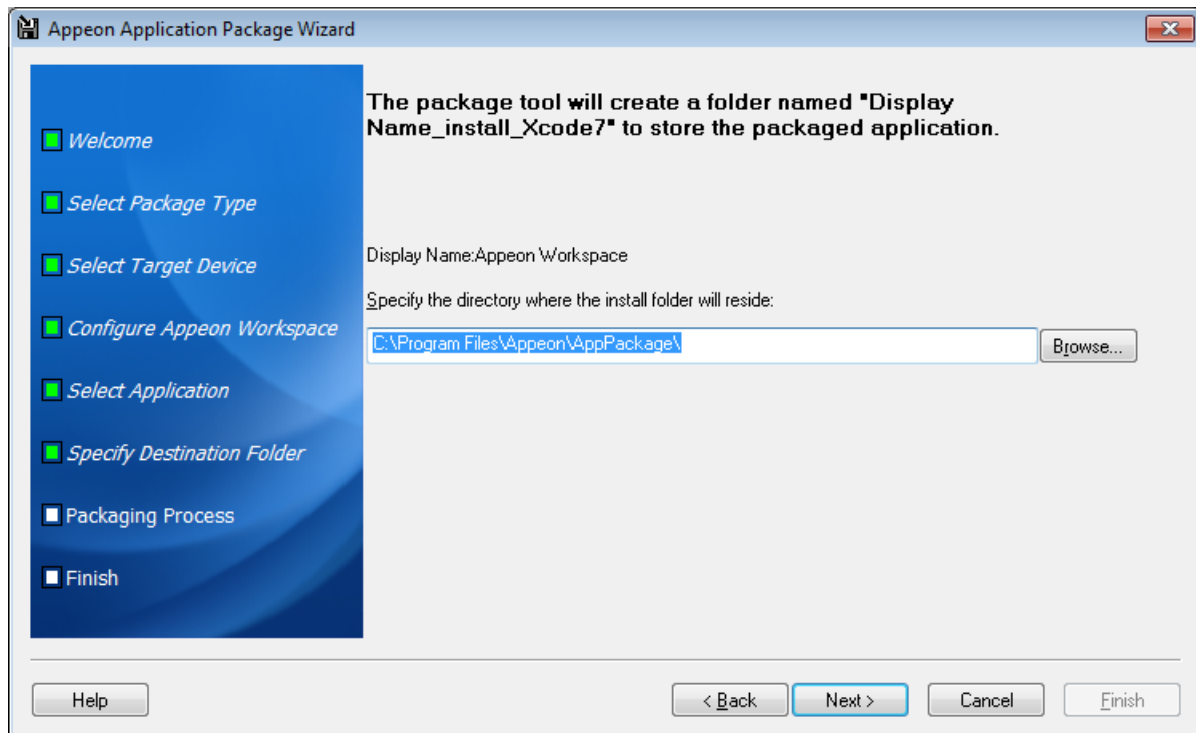 Appeon Application Package Wizard
Welcome
Select Package Type
Select Target Device
Configure Appeon Workspace
Select Application
Specify Destination Folder
Packaging Process
Finish
The package tool will create a folder named "Display
Name_install_Xcode7" to store the packaged application.
Display Name:Appeon Workspace
Specify the directory where the install folder will reside:
C:\Program Files\Appeon\AppPackage\
Browse...
Help
< Back
Next >
Cancel
Finish